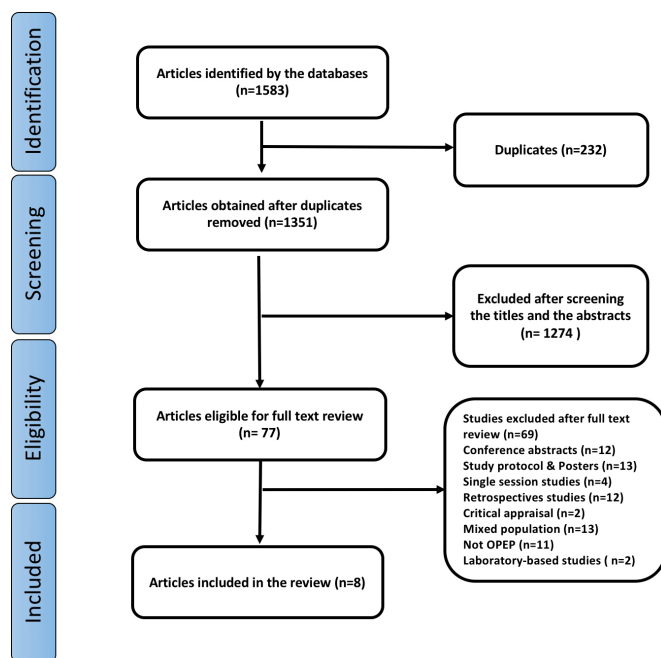 Identification
Articles identified by the databases
(n=1583)
Duplicates (n=232)
Screening
Articles obtained after duplicates
removed (n=1351)
Excluded after screening
the titles and the abstracts
(n= 1274 )
Eligibility
Articles eligible for full text review
(n= 77)
Studies excluded after full text
review (n=69)
Conference abstracts (n=12)
Study protocol & Posters (n=13)
Single session studies (n=4)
Retrospectives studies (n=12)
Critical appraisal (n=2)
Mixed population (n=13)
Not OPEP (n=11)
Laboratory-based studies ( n=2)
Included
Articles included in the review (n=8)